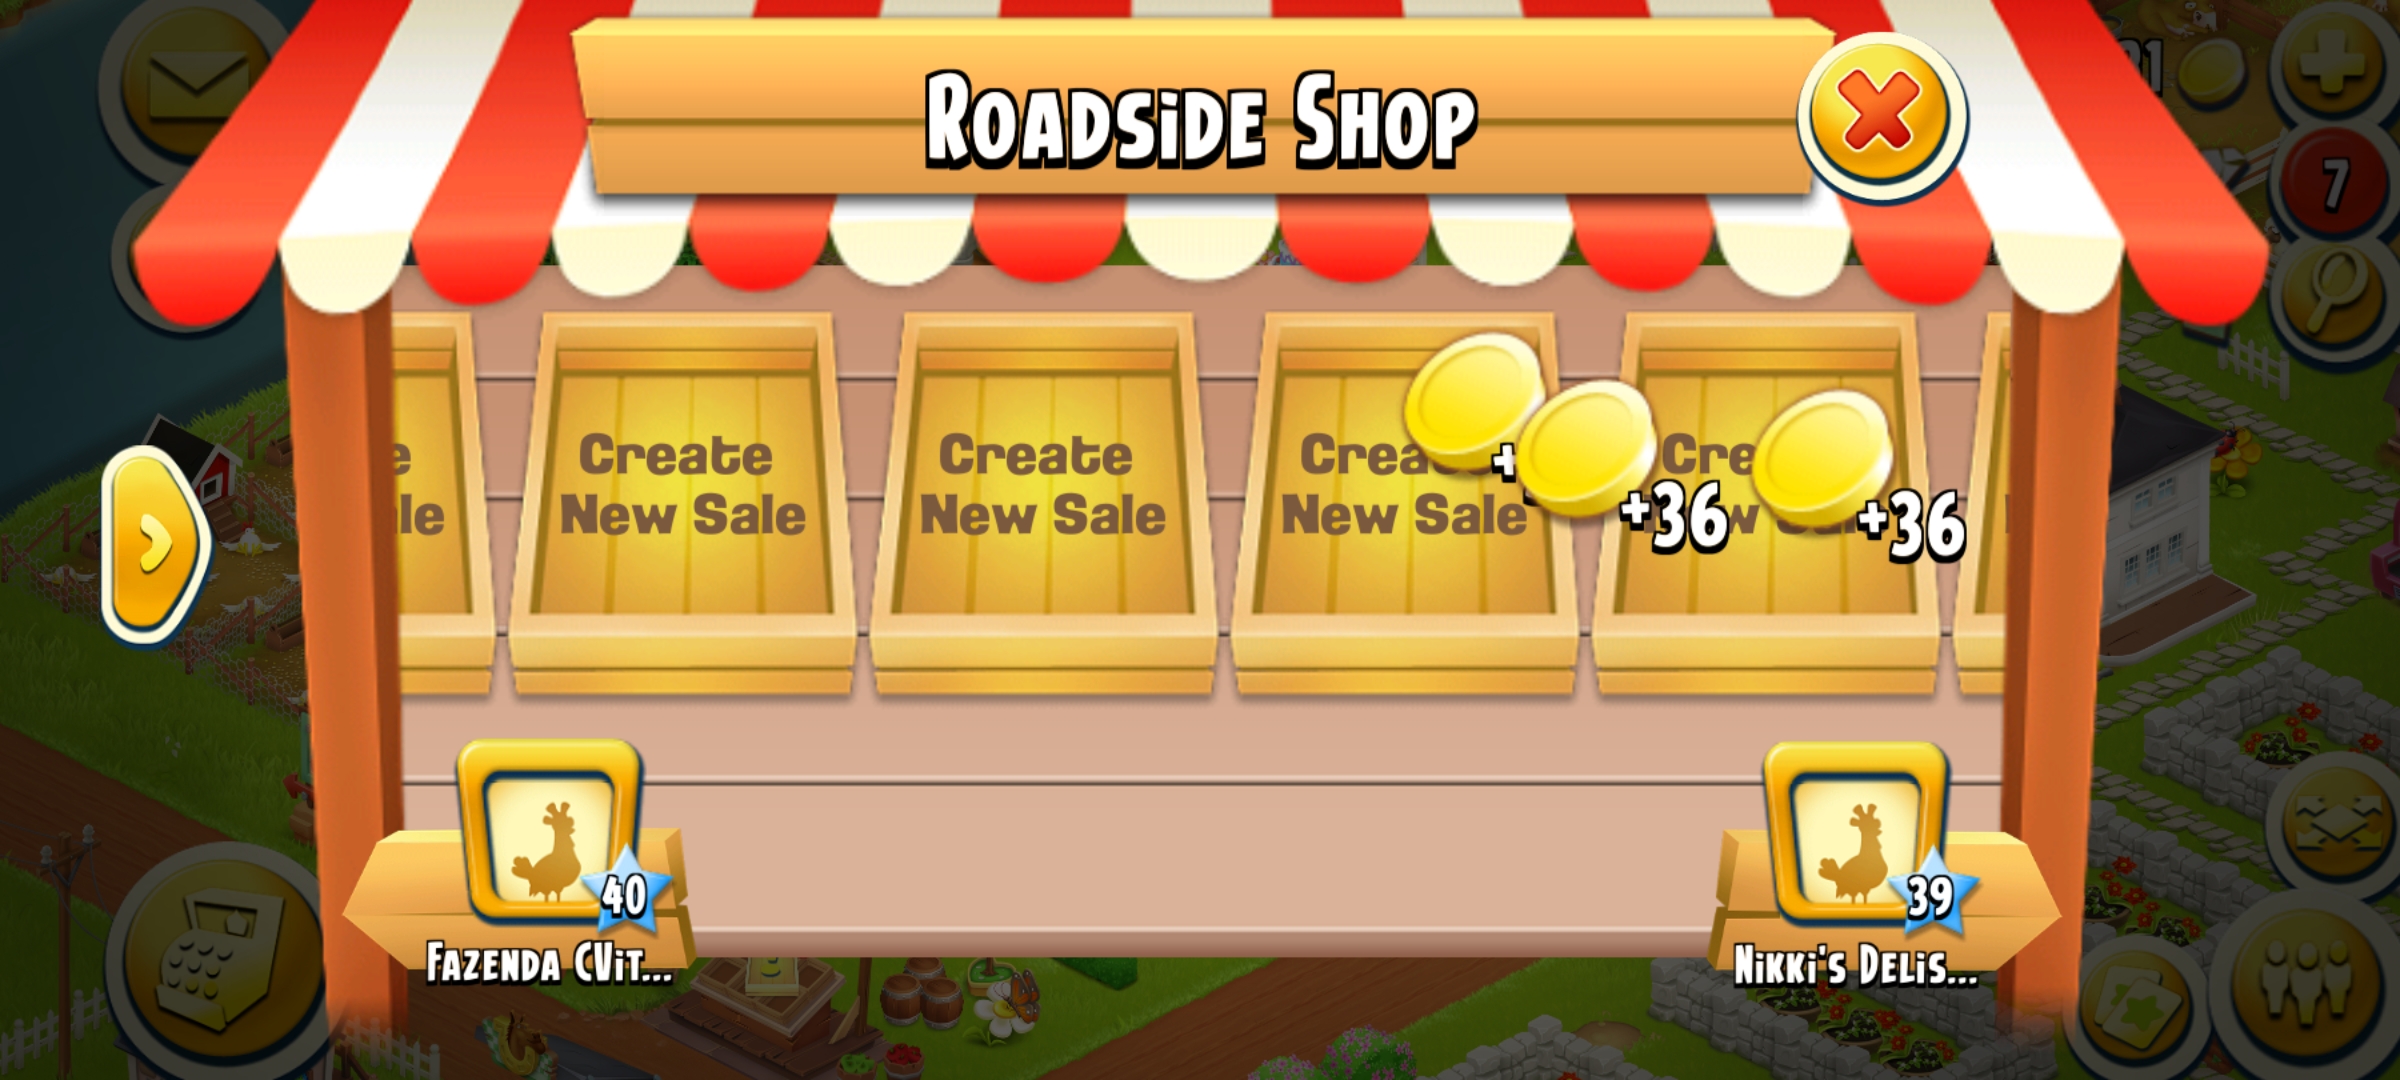 Roadside Shop
7
Create
New Sale
Create
New Sale
New Sale
+
+36
+36
40
Fazenda CVit...
39
Nikki's Delis...